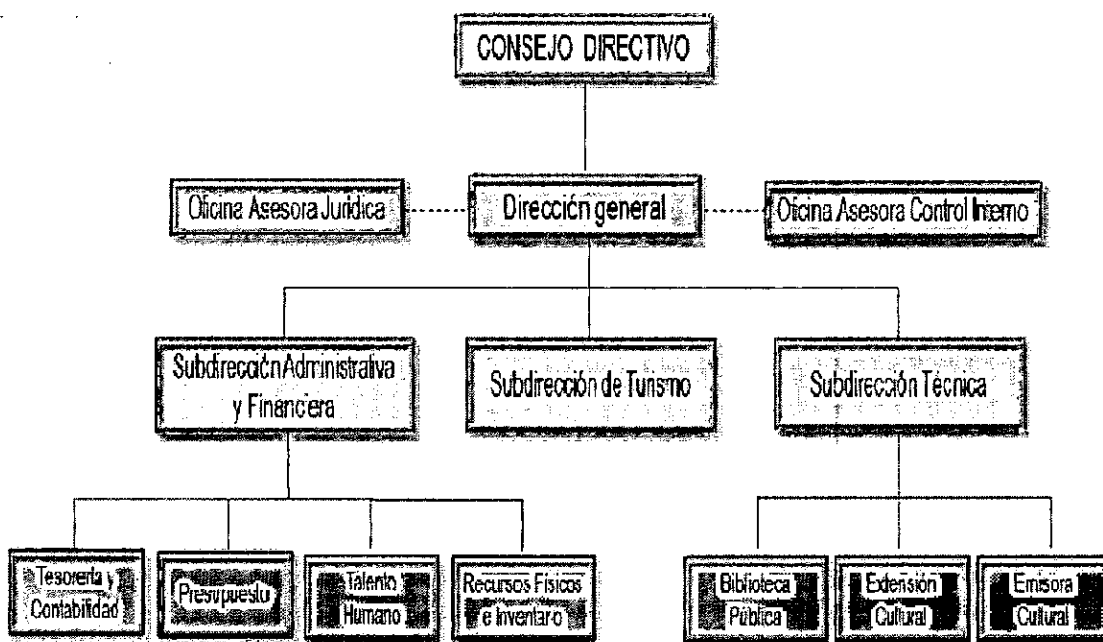 CONSEJO DIRECTIVO
Oficina Asesora Jurídica
Dirección general
Oficina Asesora Control Interno
Subdirección Administrativa
y Financiera
Subdirección de Turismo
Subdirección Técnica
Tesorería y
Contabilidad
Presupuesto
Talento
Humano
Recursos Físicos
e Inventario
Biblioteca
Pública
Extensión
Cultural
Emisora
Cultural